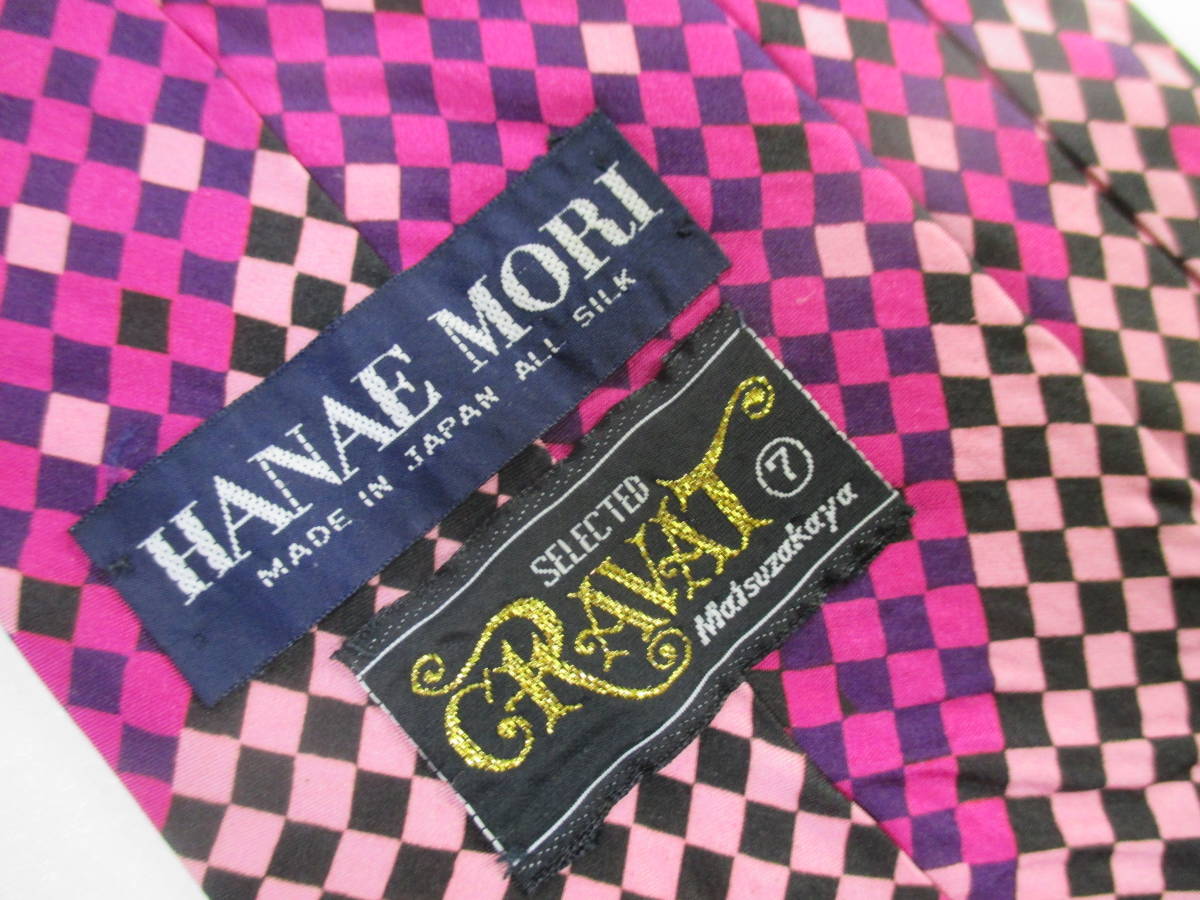 HANAE MORI
MADE IN JAPAN ALL SILK
SELECTED
CRAVAT 7
Matsuzakaya